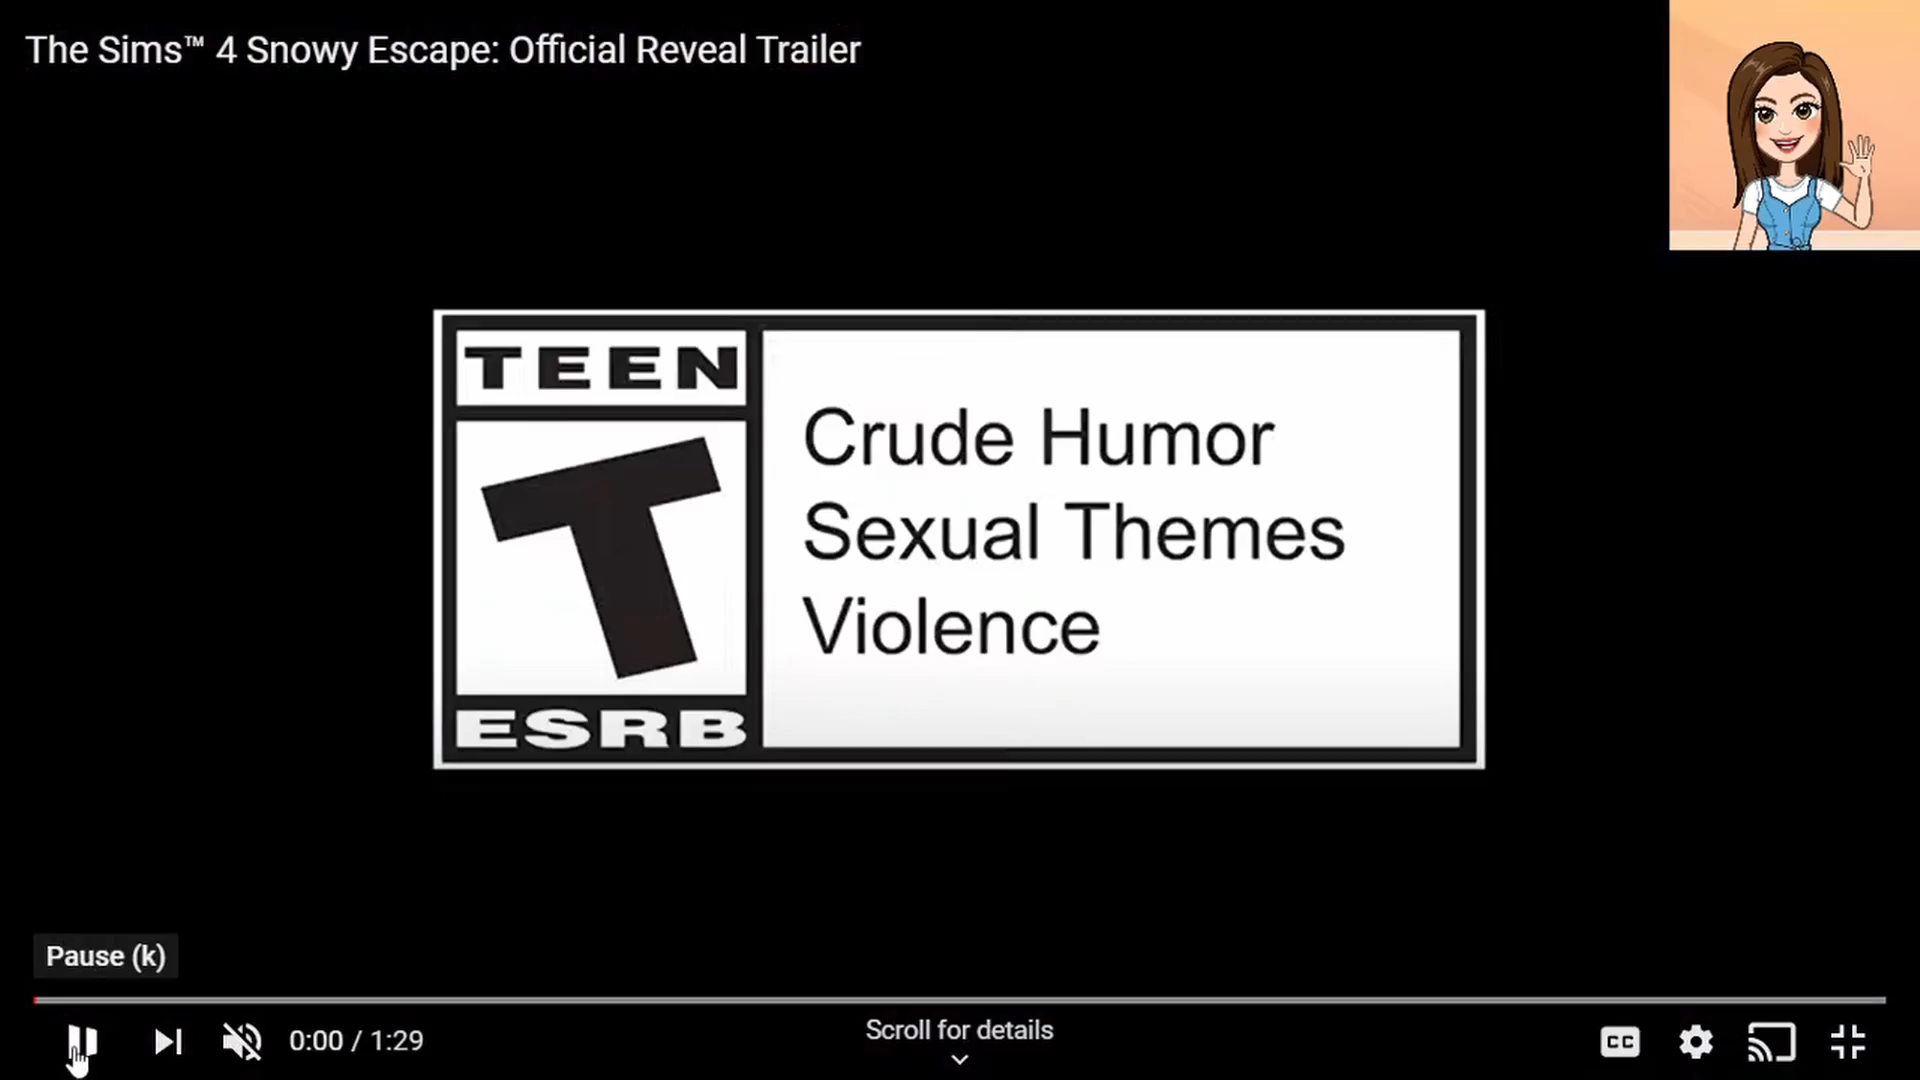 The Sims™ 4 Snowy Escape: Official Reveal Trailer
TEEN
T
ESRB
Crude Humor
Sexual Themes
Violence
Pause (k)
0:00 / 1:29
Scroll for details
CC